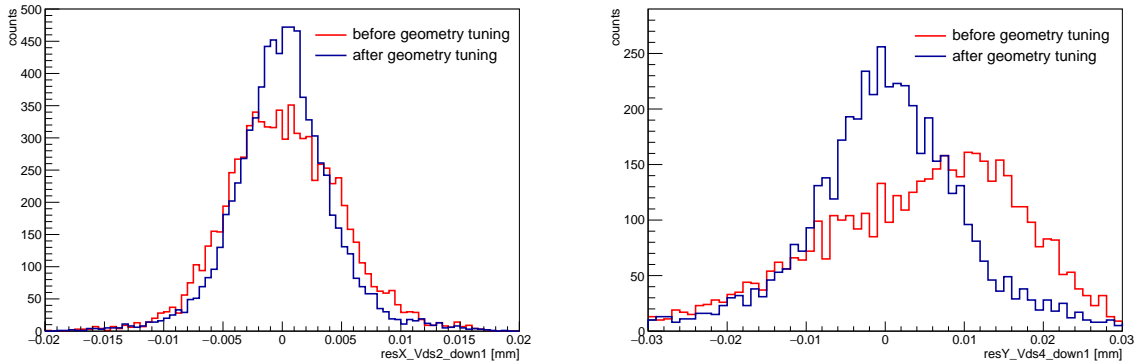 counts
500
450
400
350
300
250
200
150
100
50
0
before geometry tuning
after geometry tuning
−0.02 −0.015 −0.01 −0.005 0 0.005 0.01 0.015 0.02
resX_Vds2_down1 [mm]
counts
250
200
150
100
50
0
before geometry tuning
after geometry tuning
−0.03 −0.02 −0.01 0 0.01 0.02 0.03
resY_Vds4_down1 [mm]